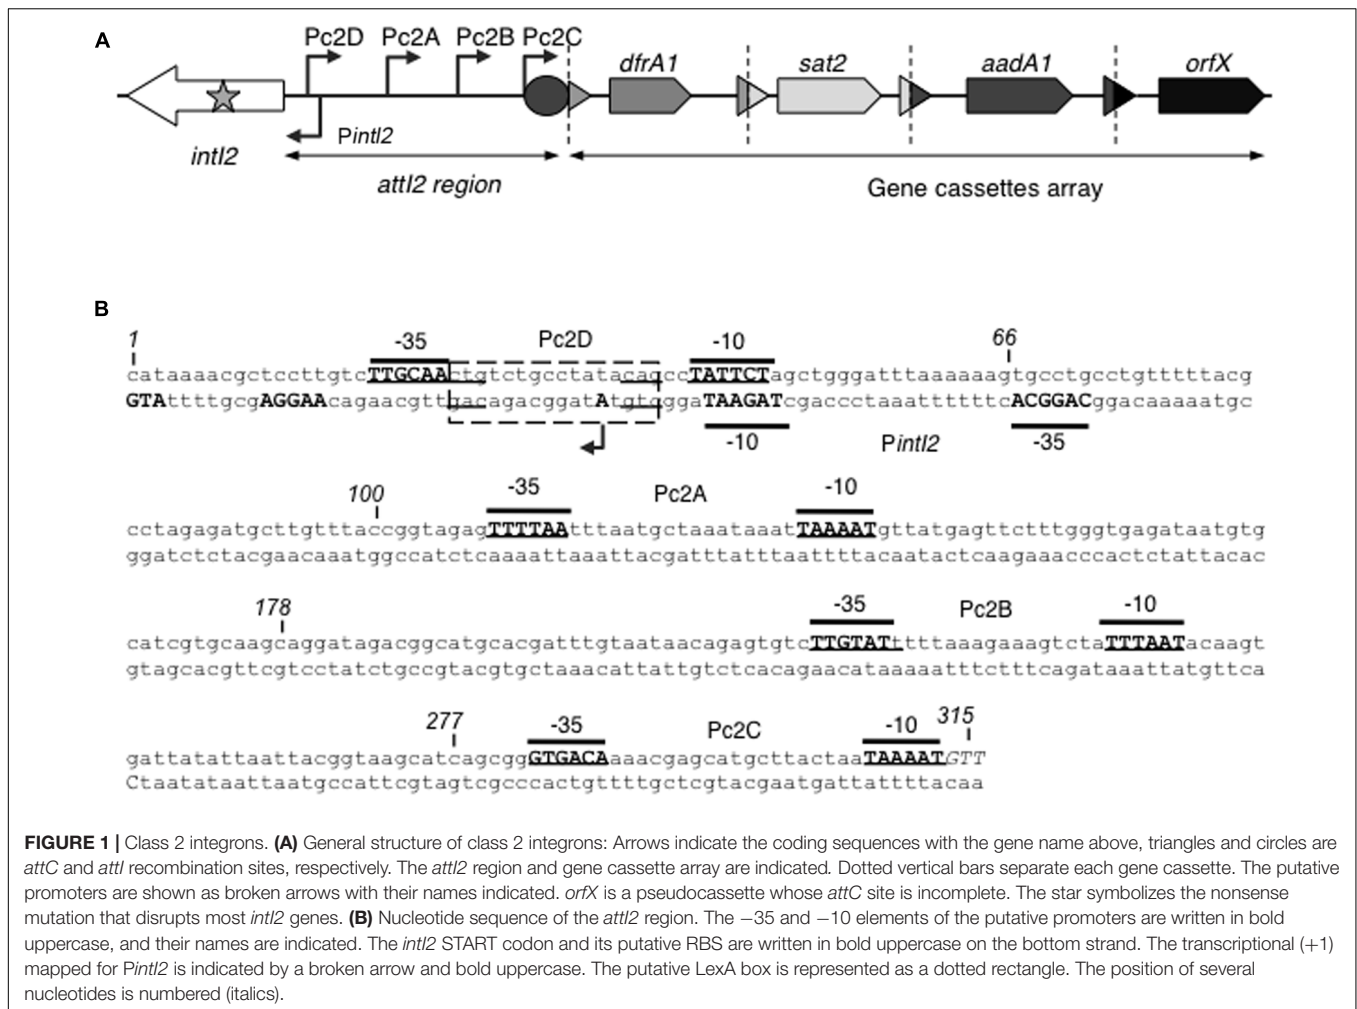 A
Pc2D Pc2A Pc2B Pc2C
dfrA1 sat2 aadA1 orfX
PintI2
intI2
attI2 region
Gene cassettes array
B
1 -35 Pc2D -10 66
cataaaacgctccttgtcTTGCAActgtctgcctatacagccTATTCTagctgggatttaaaaaagtgcctgcctgtttttacg
GTAttttgcgAGGAAcagaacgttgacagacggatAtgtgggaTAAGATcgaccctaaattttttcACGGACggacaaaaatgc
-10 PintI2 -35
100 -35 Pc2A -10
cctagagatgcttgtttaccggtagagTTTTAAtttaatgctaaataaatTAAAATgttatgagttctttgggtgagataatgtg
ggatctctacgaacaaatggccatctcaaaattaaattacgatttatttaattttacaatactcaagaaacccactctattacac
178 -35 Pc2B -10
catcgtgcaagcaggatagacggcatgcacgatttgtaataacagagtgtcTTGTATttttaaagaaagtctaTTTAATacaagt
gtagcacgttcgtcctatctgccgtacgtgctaaacattattgtctcacagaacataaaaatttctttcagataaattatgttca
277 -35 Pc2C -10 315
gattatattaattacggtaagcatcagcggGTGACAaaacgagcatgcttactaaTAAAATGTT
Ctaatataattaatgccattcgtagtcgcccactgttttgctcgtacgaatgattattttacaa
FIGURE 1 | Class 2 integrons. (A) General structure of class 2 integrons: Arrows indicate the coding sequences with the gene name above, triangles and circles are
attC and attI recombination sites, respectively. The attI2 region and gene cassette array are indicated. Dotted vertical bars separate each gene cassette. The putative
promoters are shown as broken arrows with their names indicated. orfX is a pseudocassette whose attC site is incomplete. The star symbolizes the nonsense
mutation that disrupts most intI2 genes. (B) Nucleotide sequence of the attI2 region. The −35 and −10 elements of the putative promoters are written in bold
uppercase, and their names are indicated. The intI2 START codon and its putative RBS are written in bold uppercase on the bottom strand. The transcriptional (+1)
mapped for PintI2 is indicated by a broken arrow and bold uppercase. The putative LexA box is represented as a dotted rectangle. The position of several
nucleotides is numbered (italics).